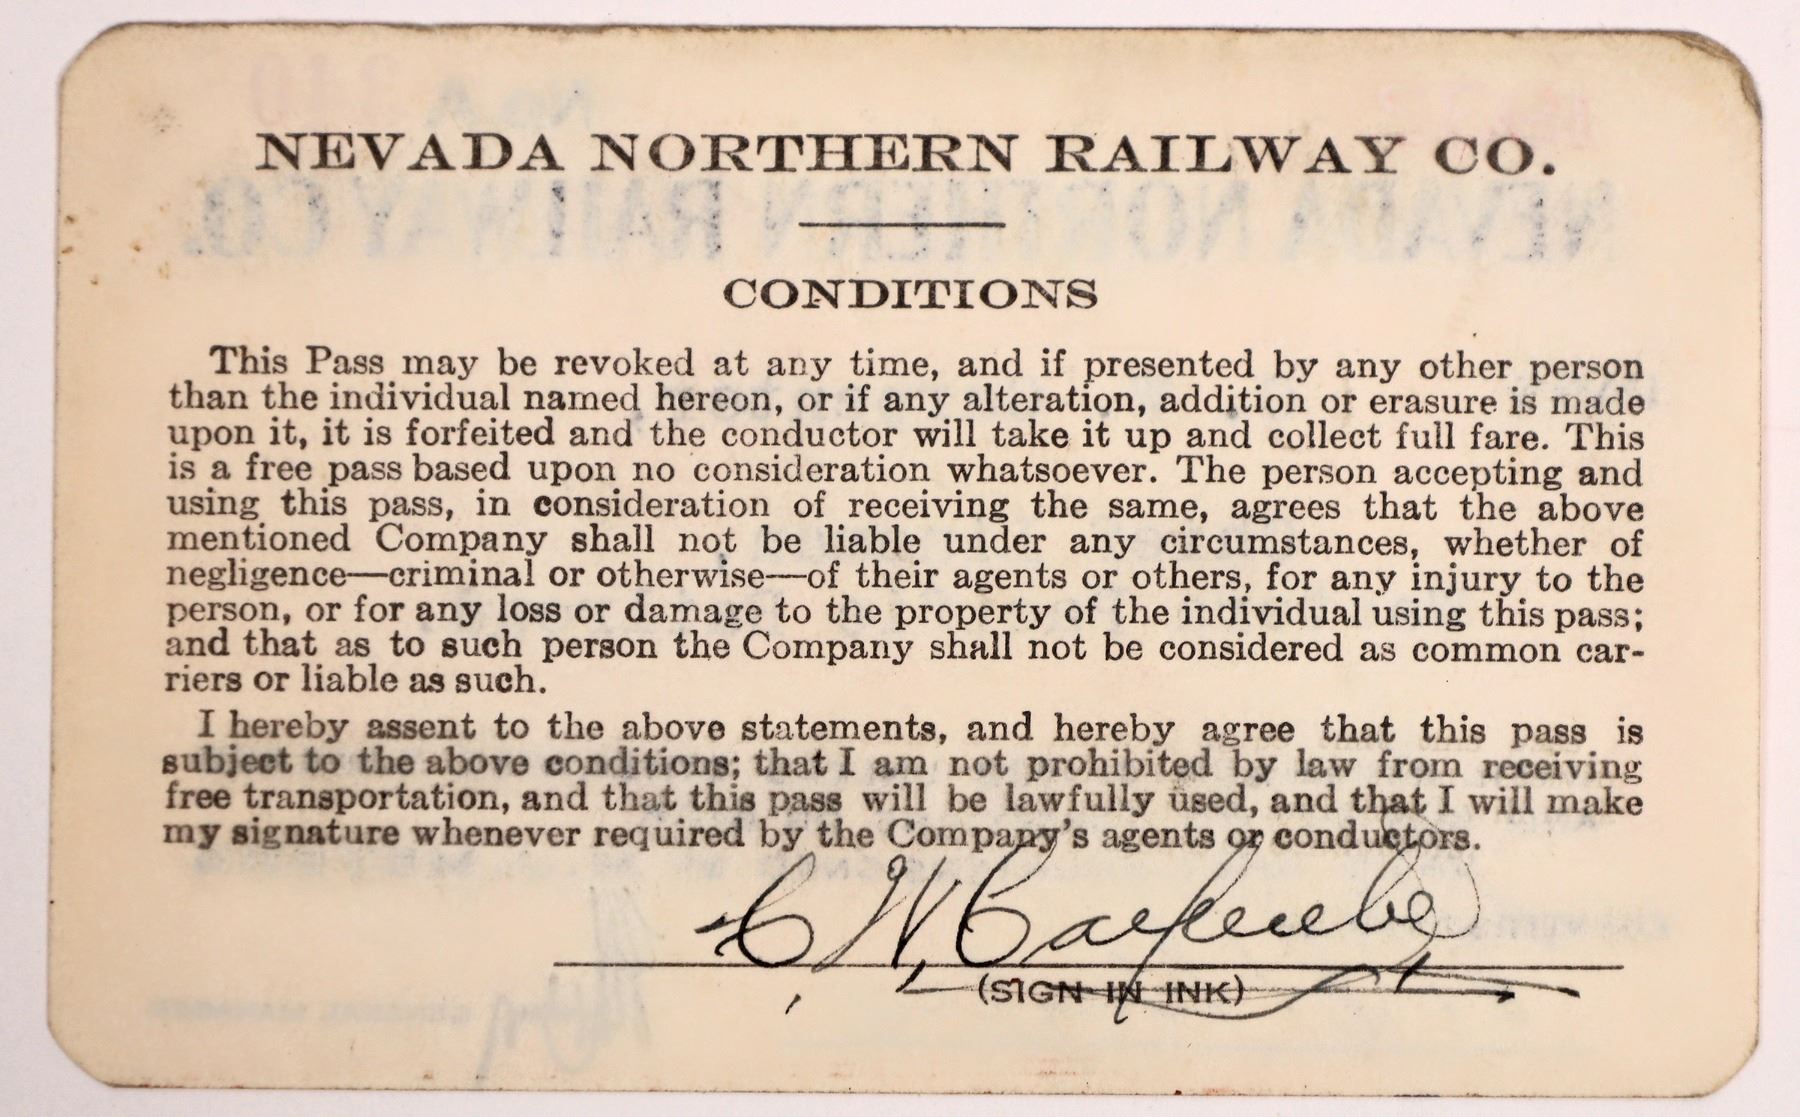 NEVADA NORTHERN RAILWAY CO.
CONDITIONS
This Pass may be revoked at any time, and if presented by any other person
than the individual named hereon, or if any alteration, addition or erasure is made
upon it, it is forfeited and the conductor will take it up and collect full fare. This
is a free pass based upon no consideration whatsoever. The person accepting and
using this pass, in consideration of receiving the same, agrees that the above
mentioned Company shall not be liable under any circumstances, whether of
negligence—criminal or otherwise—of their agents or others, for any injury to the
person, or for any loss or damage to the property of the individual using this pass;
and that as to such person the Company shall not be considered as common car-
riers or liable as such.
I hereby assent to the above statements, and hereby agree that this pass is
subject to the above conditions; that I am not prohibited by law from receiving
free transportation, and that this pass will be lawfully used, and that I will make
my signature whenever required by the Company's agents or conductors.
C. W.
(SIGN IN INK)